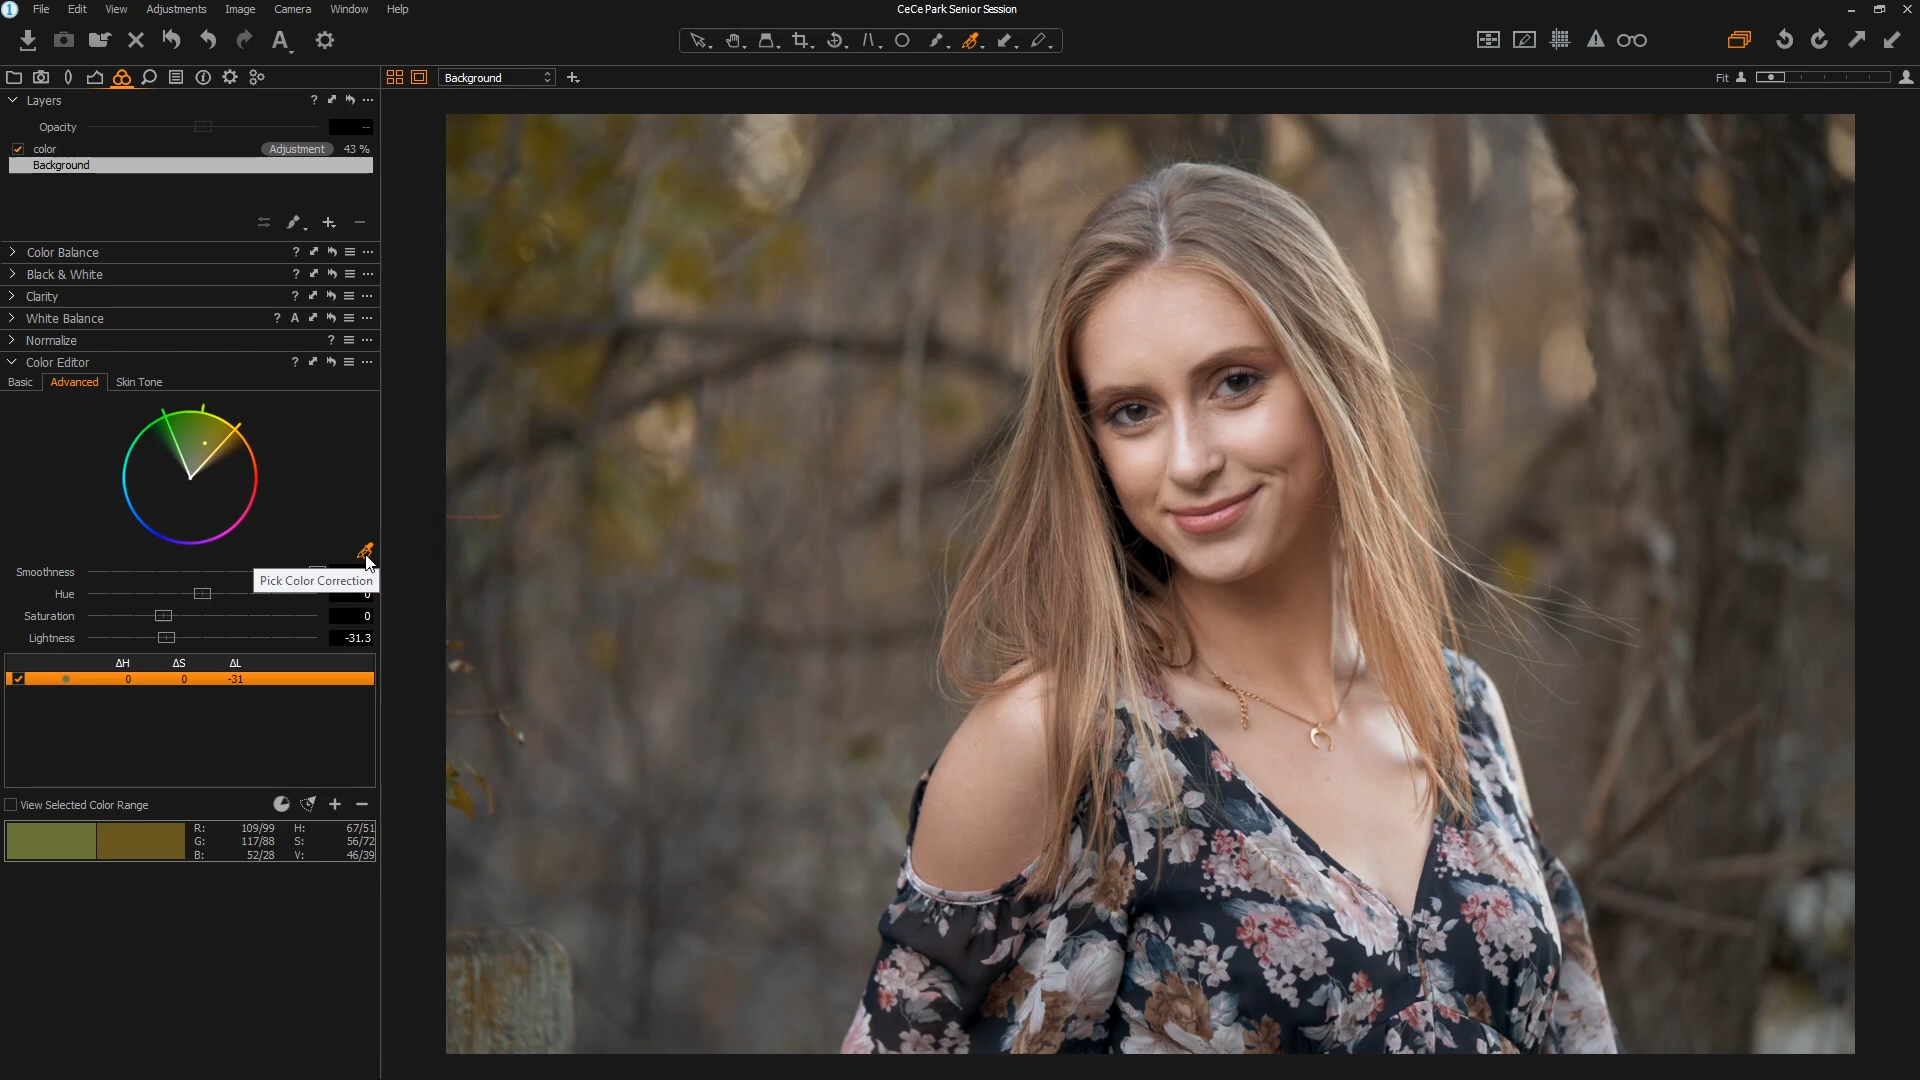 File Edit View Adjustments Image Camera Window Help
CeCe Park Senior Session
Background
Fit
Layers
Opacity --
color Adjustment 43 %
Background
Color Balance
Black & White
Clarity
White Balance
Normalize
Color Editor
Basic Advanced Skin Tone
Smoothness
Pick Color Correction
Hue 0
Saturation 0
Lightness -31.3
ΔH ΔS ΔL
0 0 -31
View Selected Color Range
R: 109/99 H: 67/51
G: 117/88 S: 56/72
B: 52/28 V: 46/39